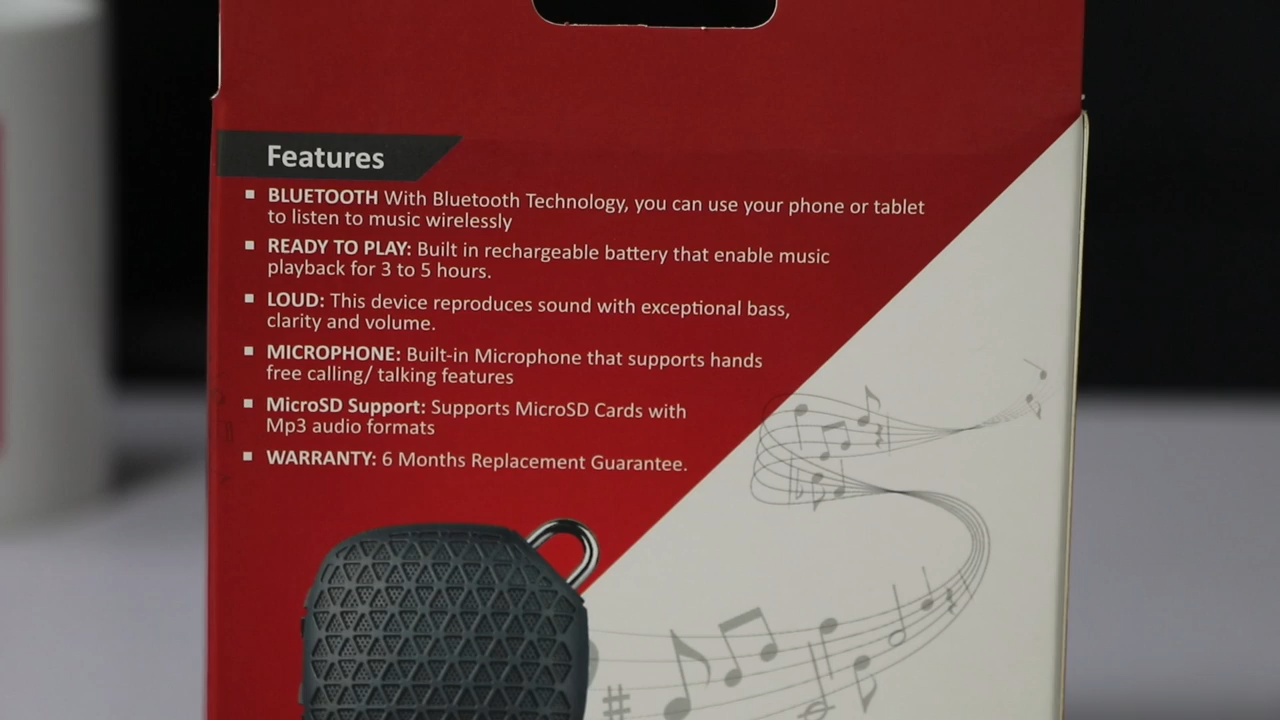 Features
▪ BLUETOOTH With Bluetooth Technology, you can use your phone or tablet
to listen to music wirelessly
▪ READY TO PLAY: Built in rechargeable battery that enable music
playback for 3 to 5 hours.
▪ LOUD: This device reproduces sound with exceptional bass,
clarity and volume.
▪ MICROPHONE: Built-in Microphone that supports hands
free calling/ talking features
▪ MicroSD Support: Supports MicroSD Cards with
Mp3 audio formats
▪ WARRANTY: 6 Months Replacement Guarantee.